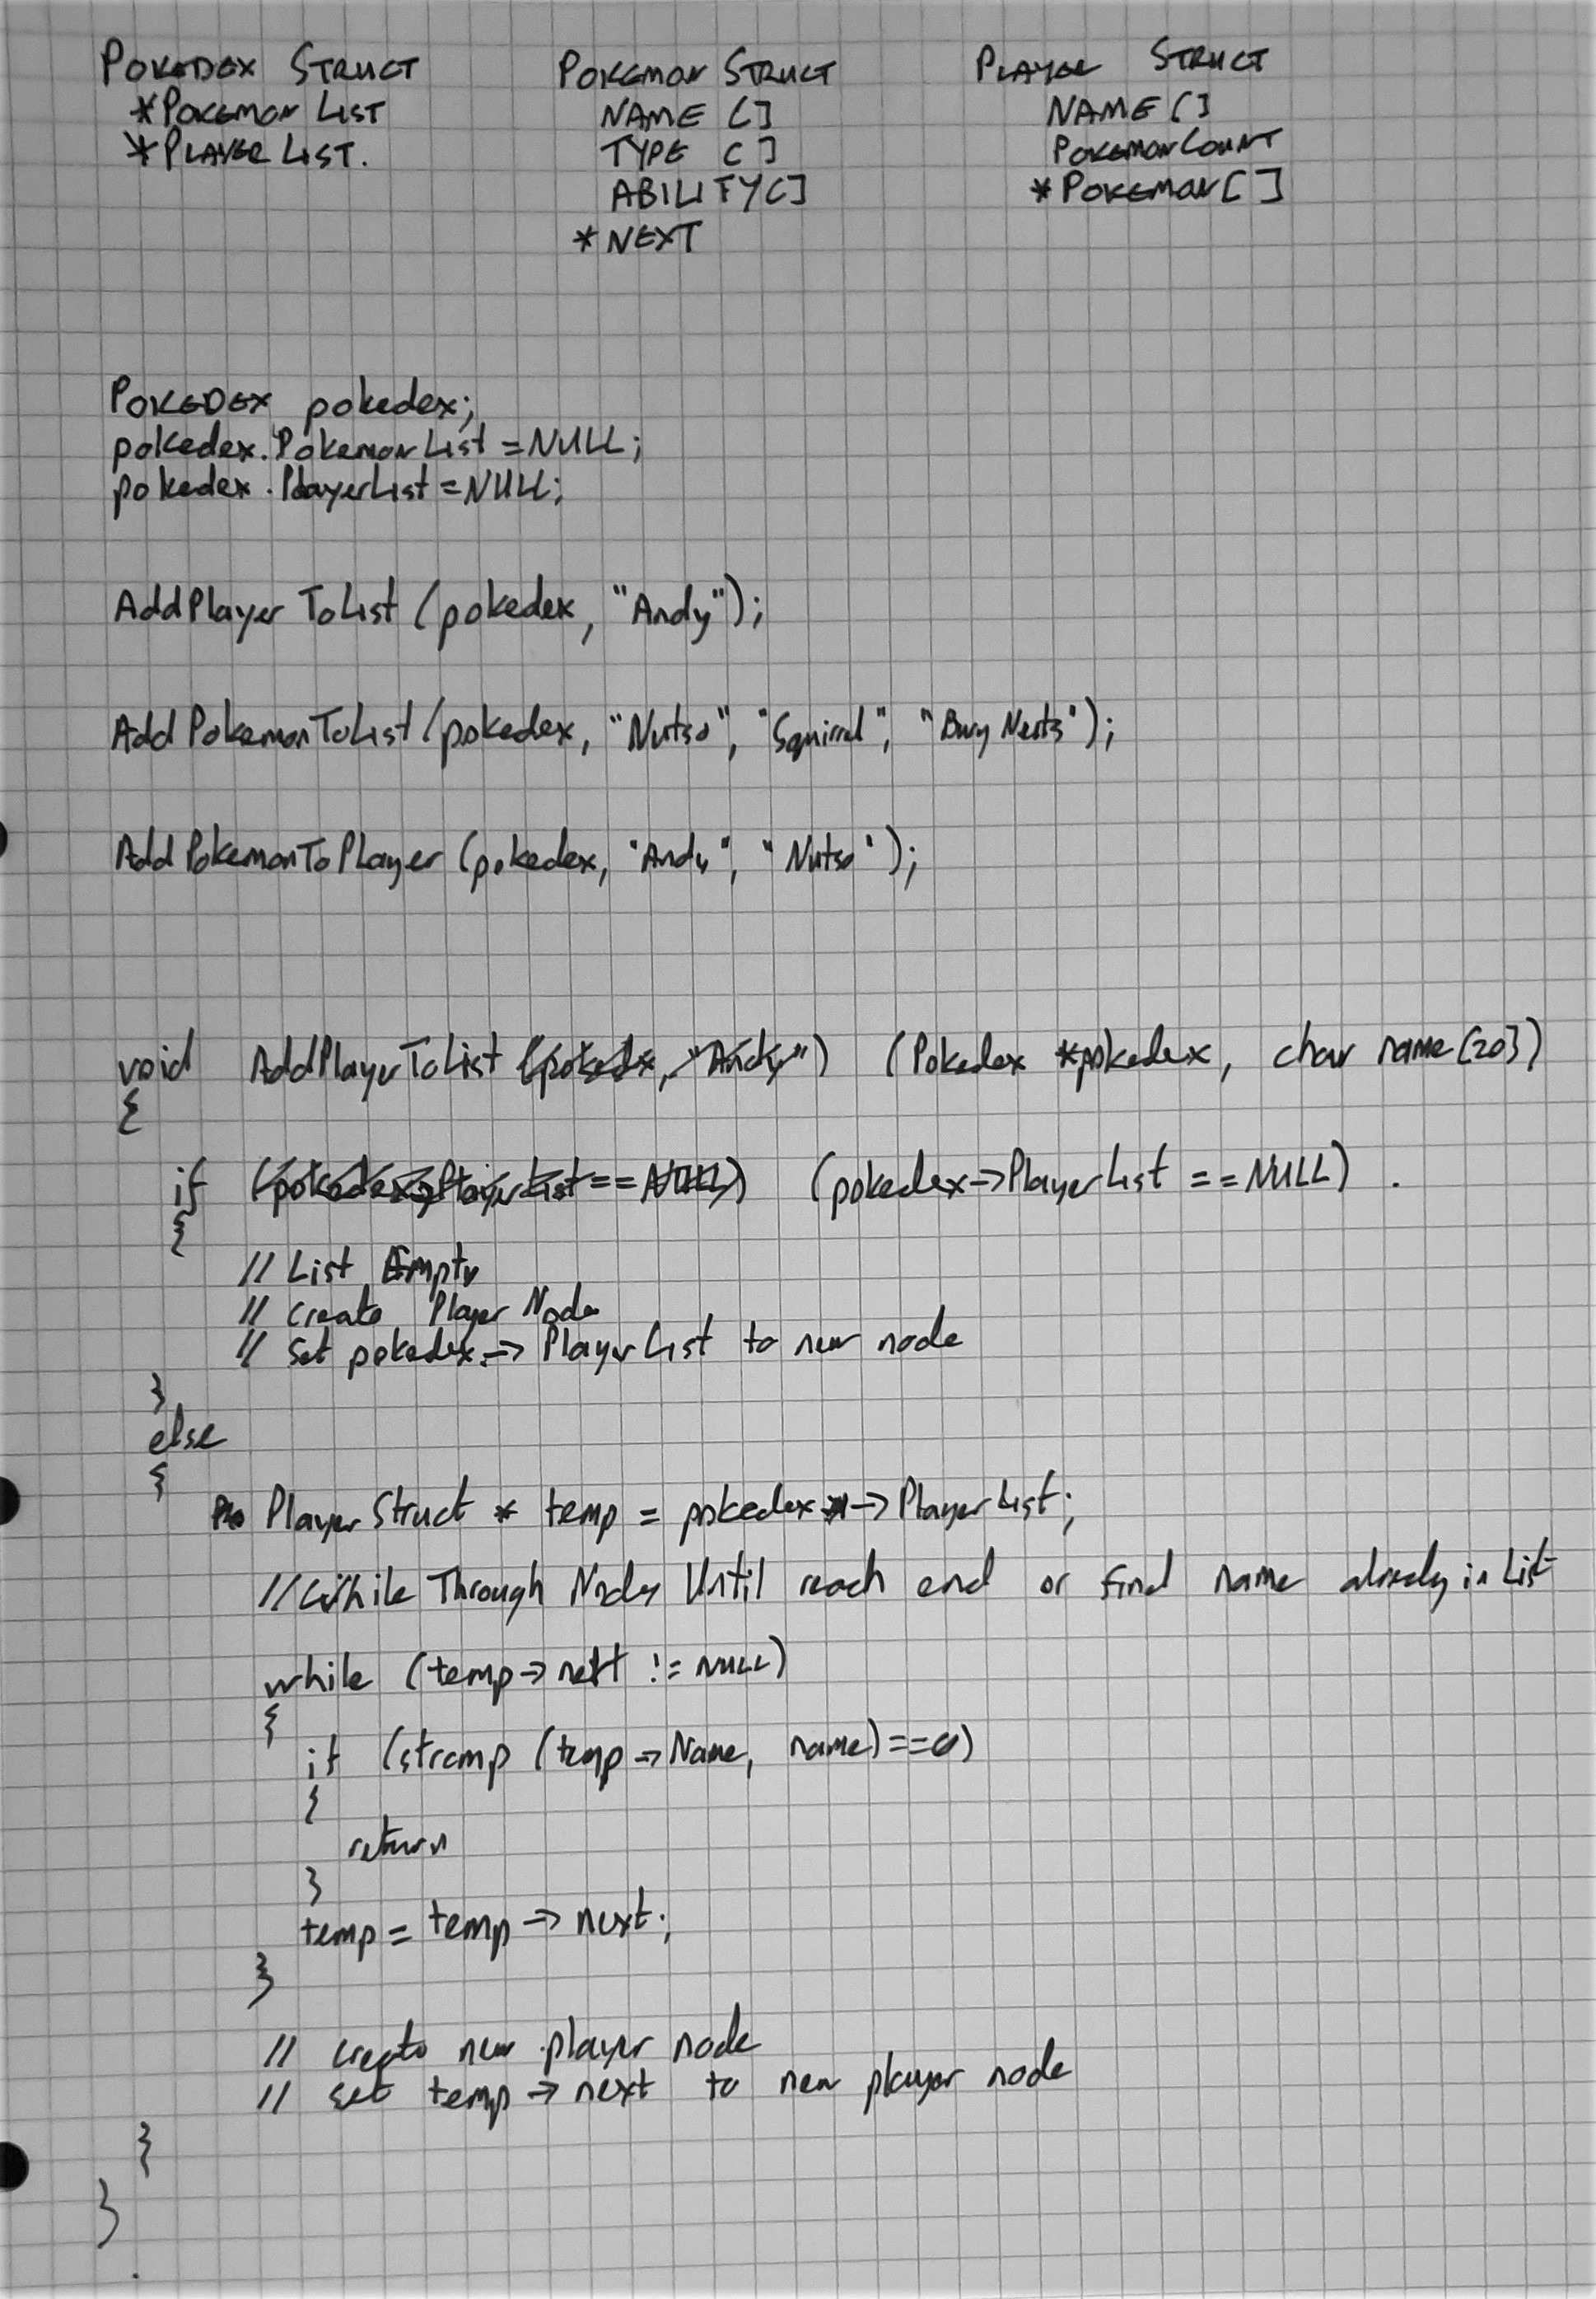 POKEDEX STRUCT
*POKEMON LIST
*PLAYER LIST.
POKEMON STRUCT
NAME []
TYPE []
ABILITY[]
*NEXT
PLAYER STRUCT
NAME []
POKEMONCOUNT
*POKEMON[]
POKEDEX pokedex;
pokedex.PokemonList = NULL;
pokedex.PlayerList = NULL;
AddPlayerToList (pokedex, "Andy");
AddPokemonToList (pokedex, "Nutso", "Squirrel", "Bury Nuts");
AddPokemonToPlayer (pokedex, "Andy", "Nutso");
void AddPlayerToList (pokedex, "Andy") (Pokedex *pokedex, char name[20])
{
if (pokedex->PlayerList == NULL) (pokedex->PlayerList == NULL) .
{
// List Empty
// create Player Node
// Set pokedex-> PlayerList to new node
}
else
{
PlayerStruct * temp = pokedex -> PlayerList;
// While Through Nodes Until reach end or find name already in List
while (temp -> next != NULL)
{
if (strcmp (temp -> Name, name) == 0)
{
return
}
temp = temp -> next;
}
// create new player node
// set temp -> next to new player node
}
}